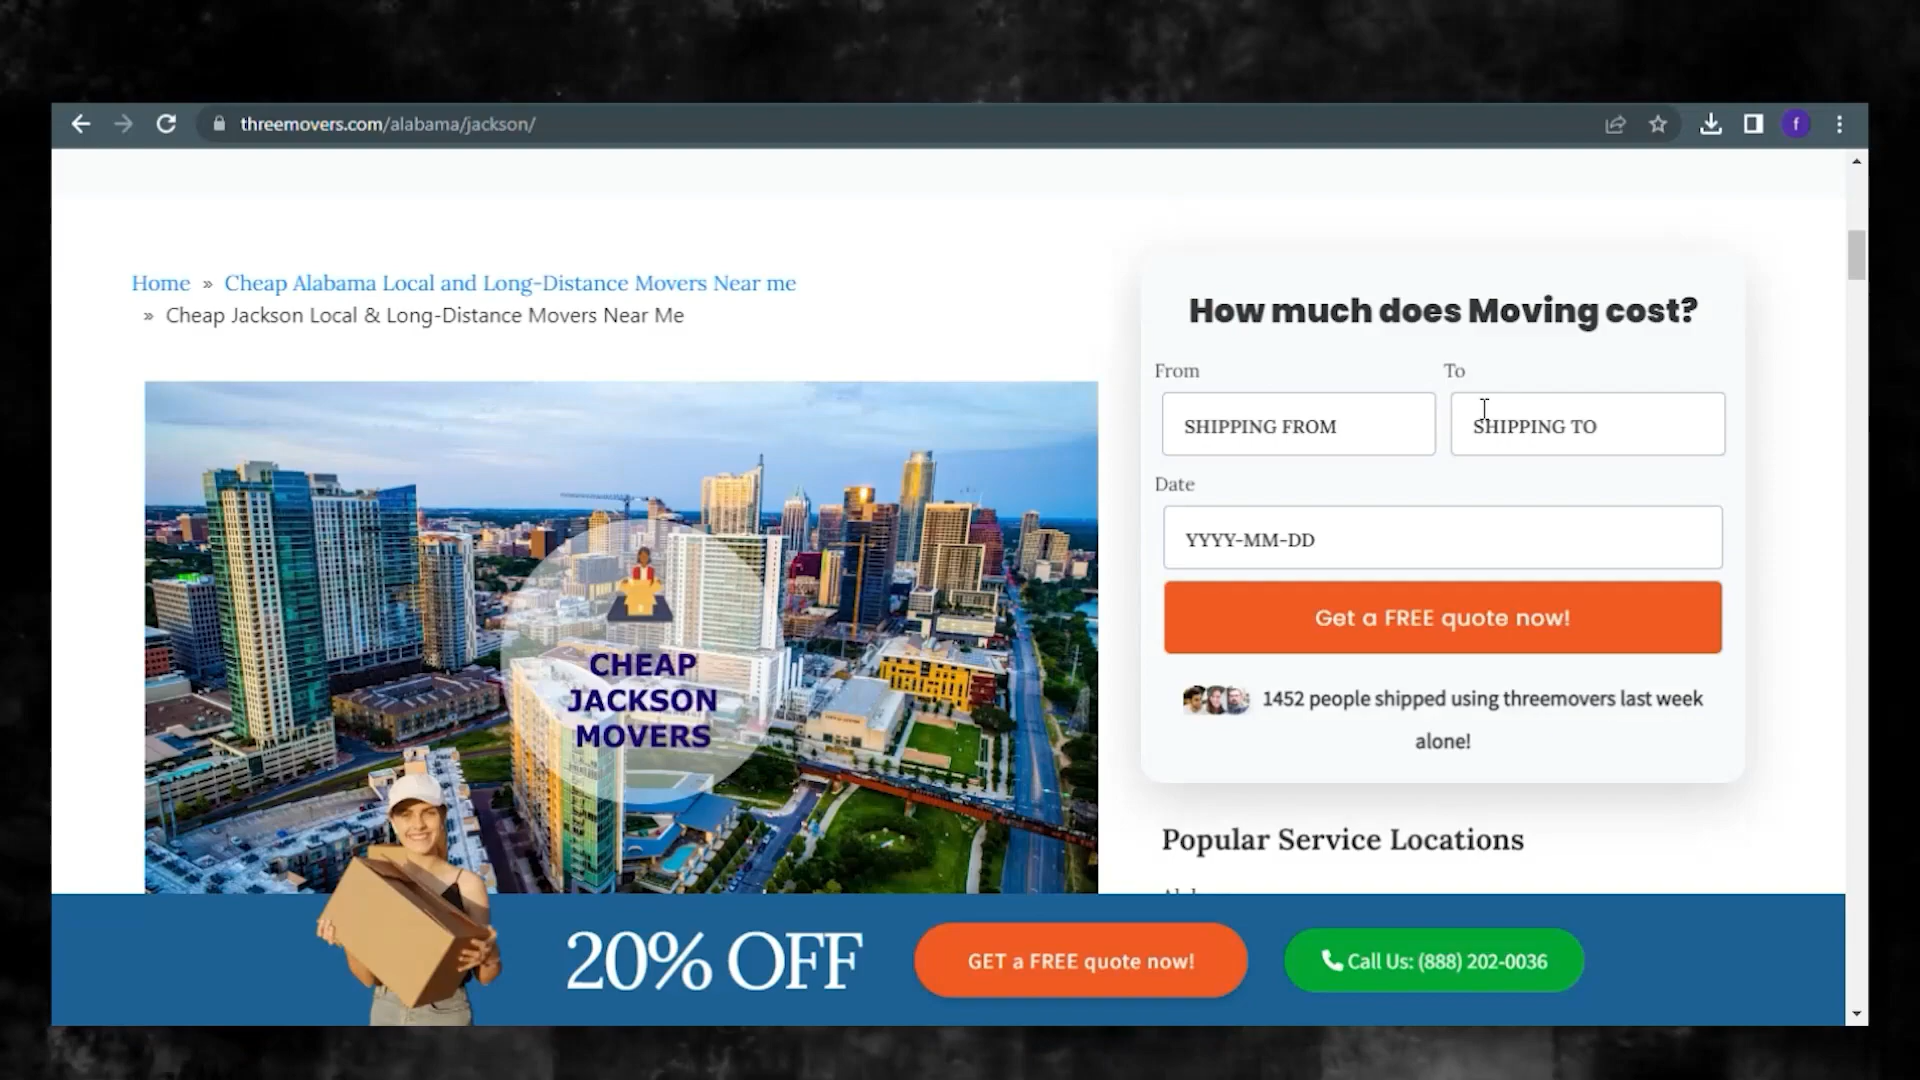 threemovers.com/alabama/jackson/
f
Home » Cheap Alabama Local and Long-Distance Movers Near me
» Cheap Jackson Local & Long-Distance Movers Near Me
CHEAP
JACKSON
MOVERS
How much does Moving cost?
From To
SHIPPING FROM SHIPPING TO
Date
YYYY-MM-DD
Get a FREE quote now!
1452 people shipped using threemovers last week
alone!
Popular Service Locations
20% OFF
GET a FREE quote now!
Call Us: (888) 202-0036